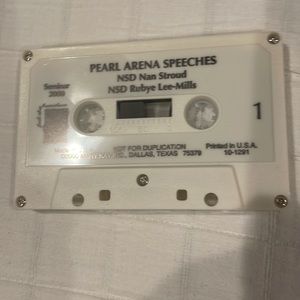 PEARL ARENA SPEECHES
Seminar
2000
NSD Nan Stroud
NSD Rubye Lee-Mills
1
NOT FOR DUPLICATION
DALLAS, TEXAS 75379
Printed in U.S.A.
10-1291